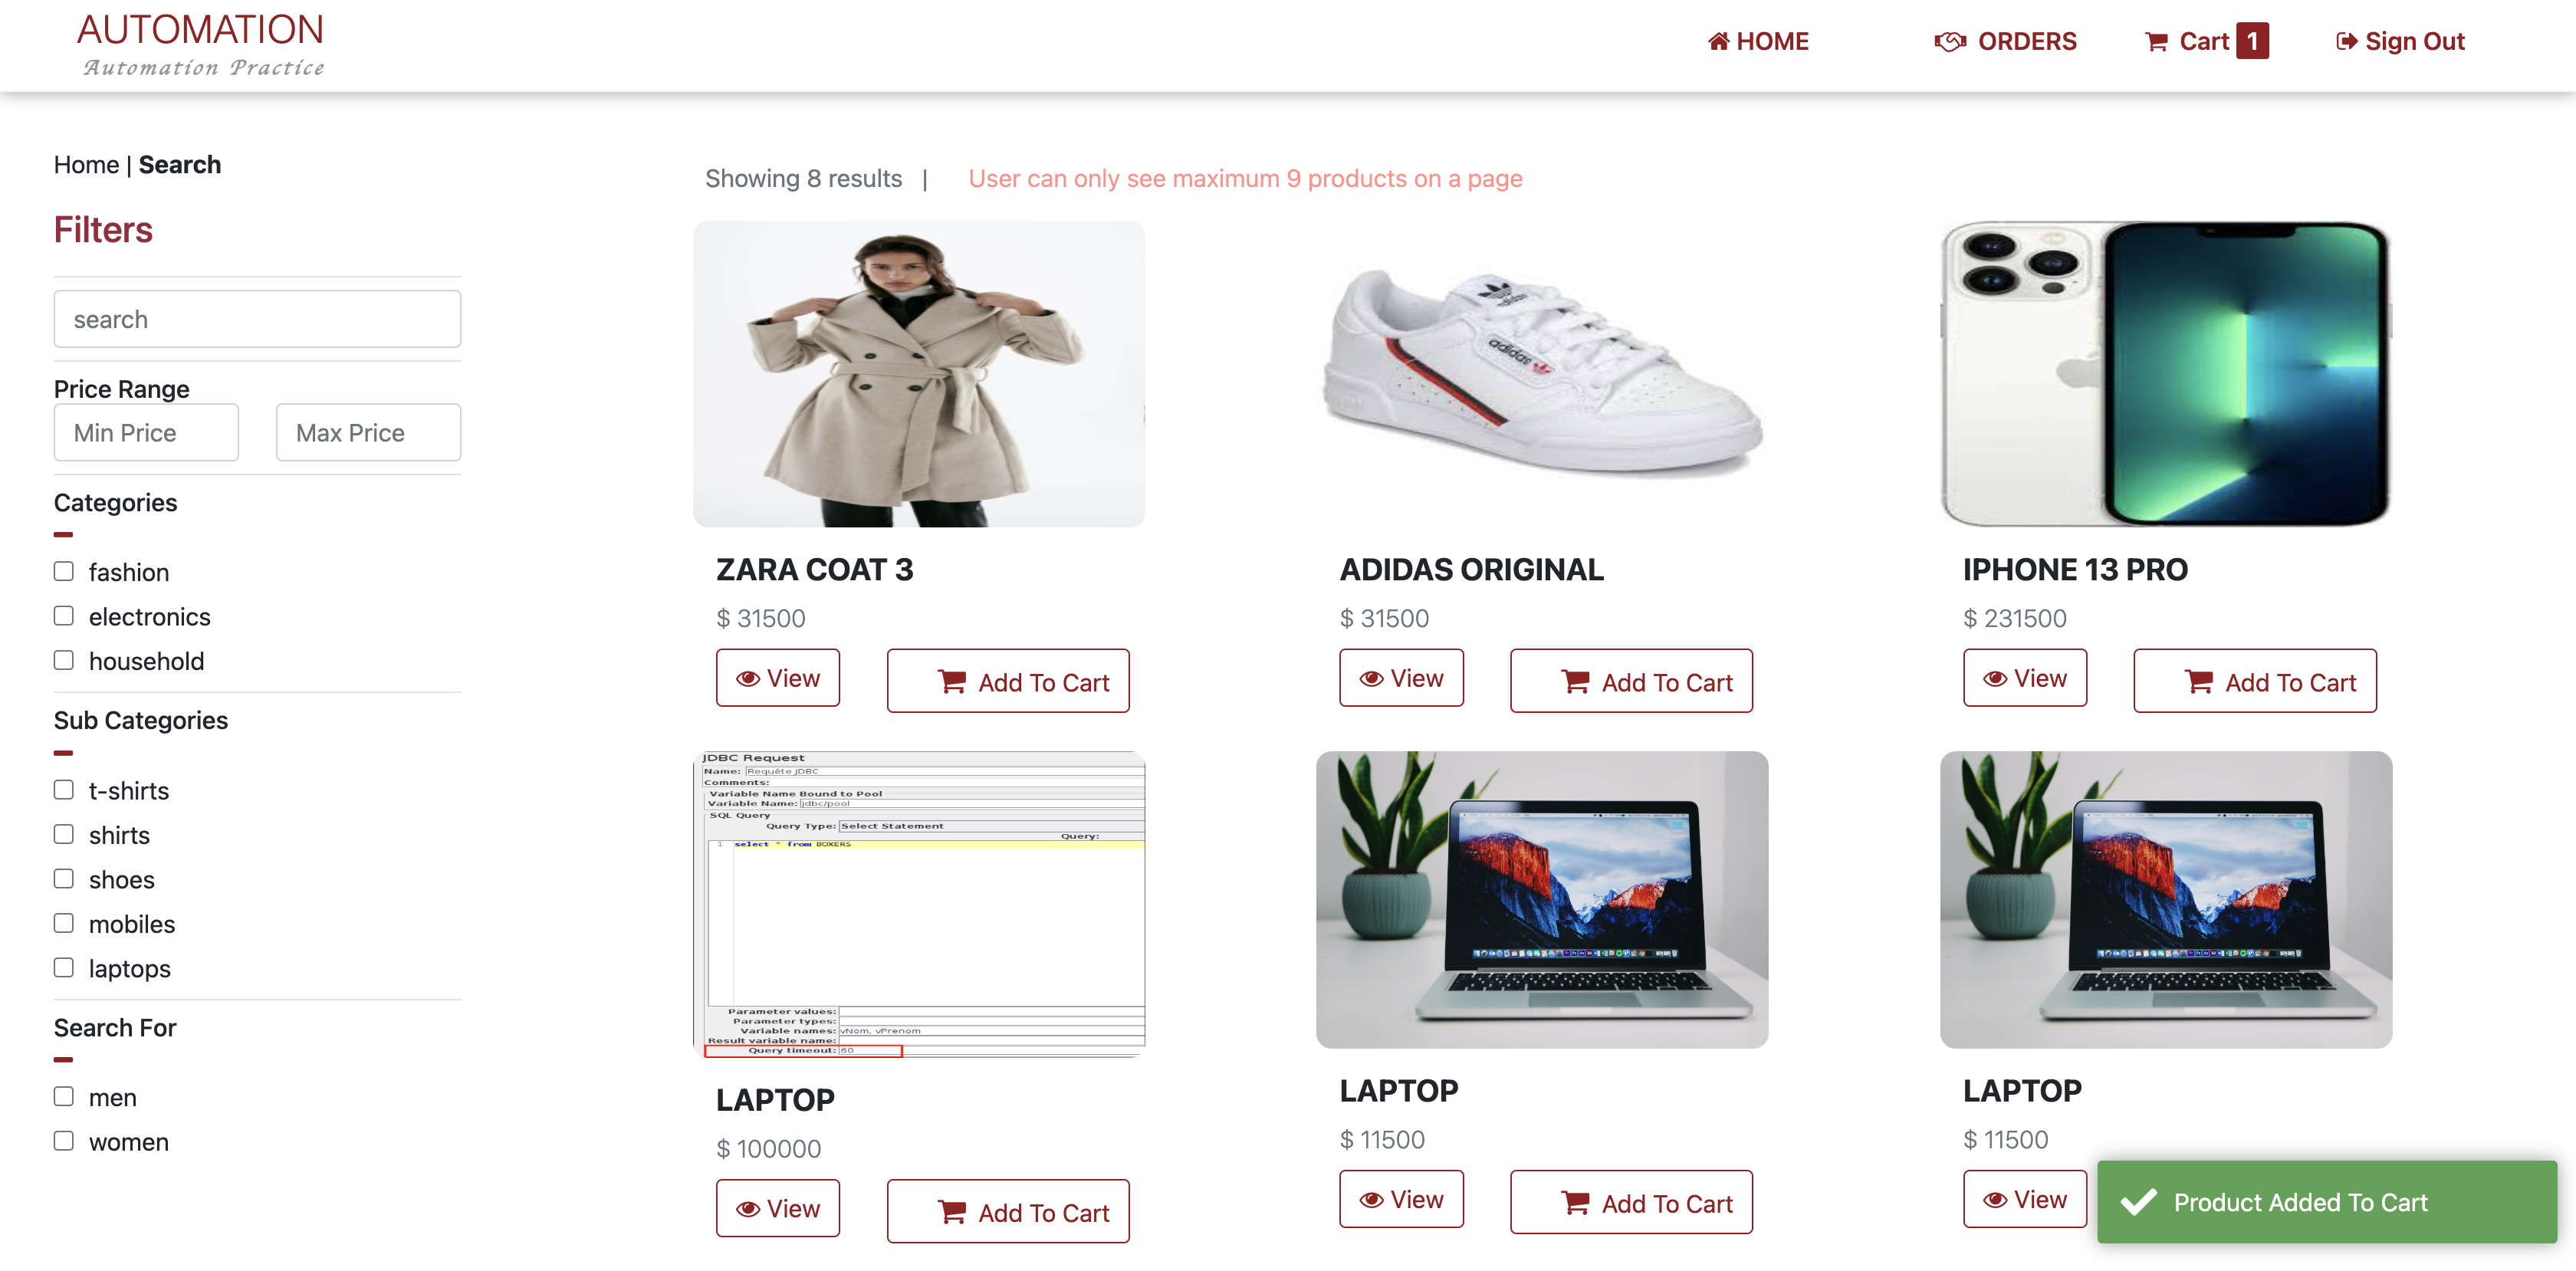 AUTOMATION
Automation Practice
HOME
ORDERS
Cart 1
Sign Out
Home | Search
Showing 8 results |
User can only see maximum 9 products on a page
Filters
search
Price Range
Min Price
Max Price
Categories
fashion
electronics
household
Sub Categories
t-shirts
shirts
shoes
mobiles
laptops
Search For
men
women
adidas
adidas
ZARA COAT 3
$ 31500
View
Add To Cart
ADIDAS ORIGINAL
$ 31500
View
Add To Cart
IPHONE 13 PRO
$ 231500
View
Add To Cart
JDBC Request
Name: Requête JDBC
Comments:
Variable Name Bound to Pool
Variable Name: jdbc/pool
SQL Query
Query Type: Select Statement
Query:
1 select * from BOXERS
Parameter values:
Parameter types:
Variable names: vNom, vPrenom
Result variable name:
Query timeout: 60
LAPTOP
$ 100000
View
Add To Cart
LAPTOP
$ 11500
View
Add To Cart
LAPTOP
$ 11500
View
Product Added To Cart